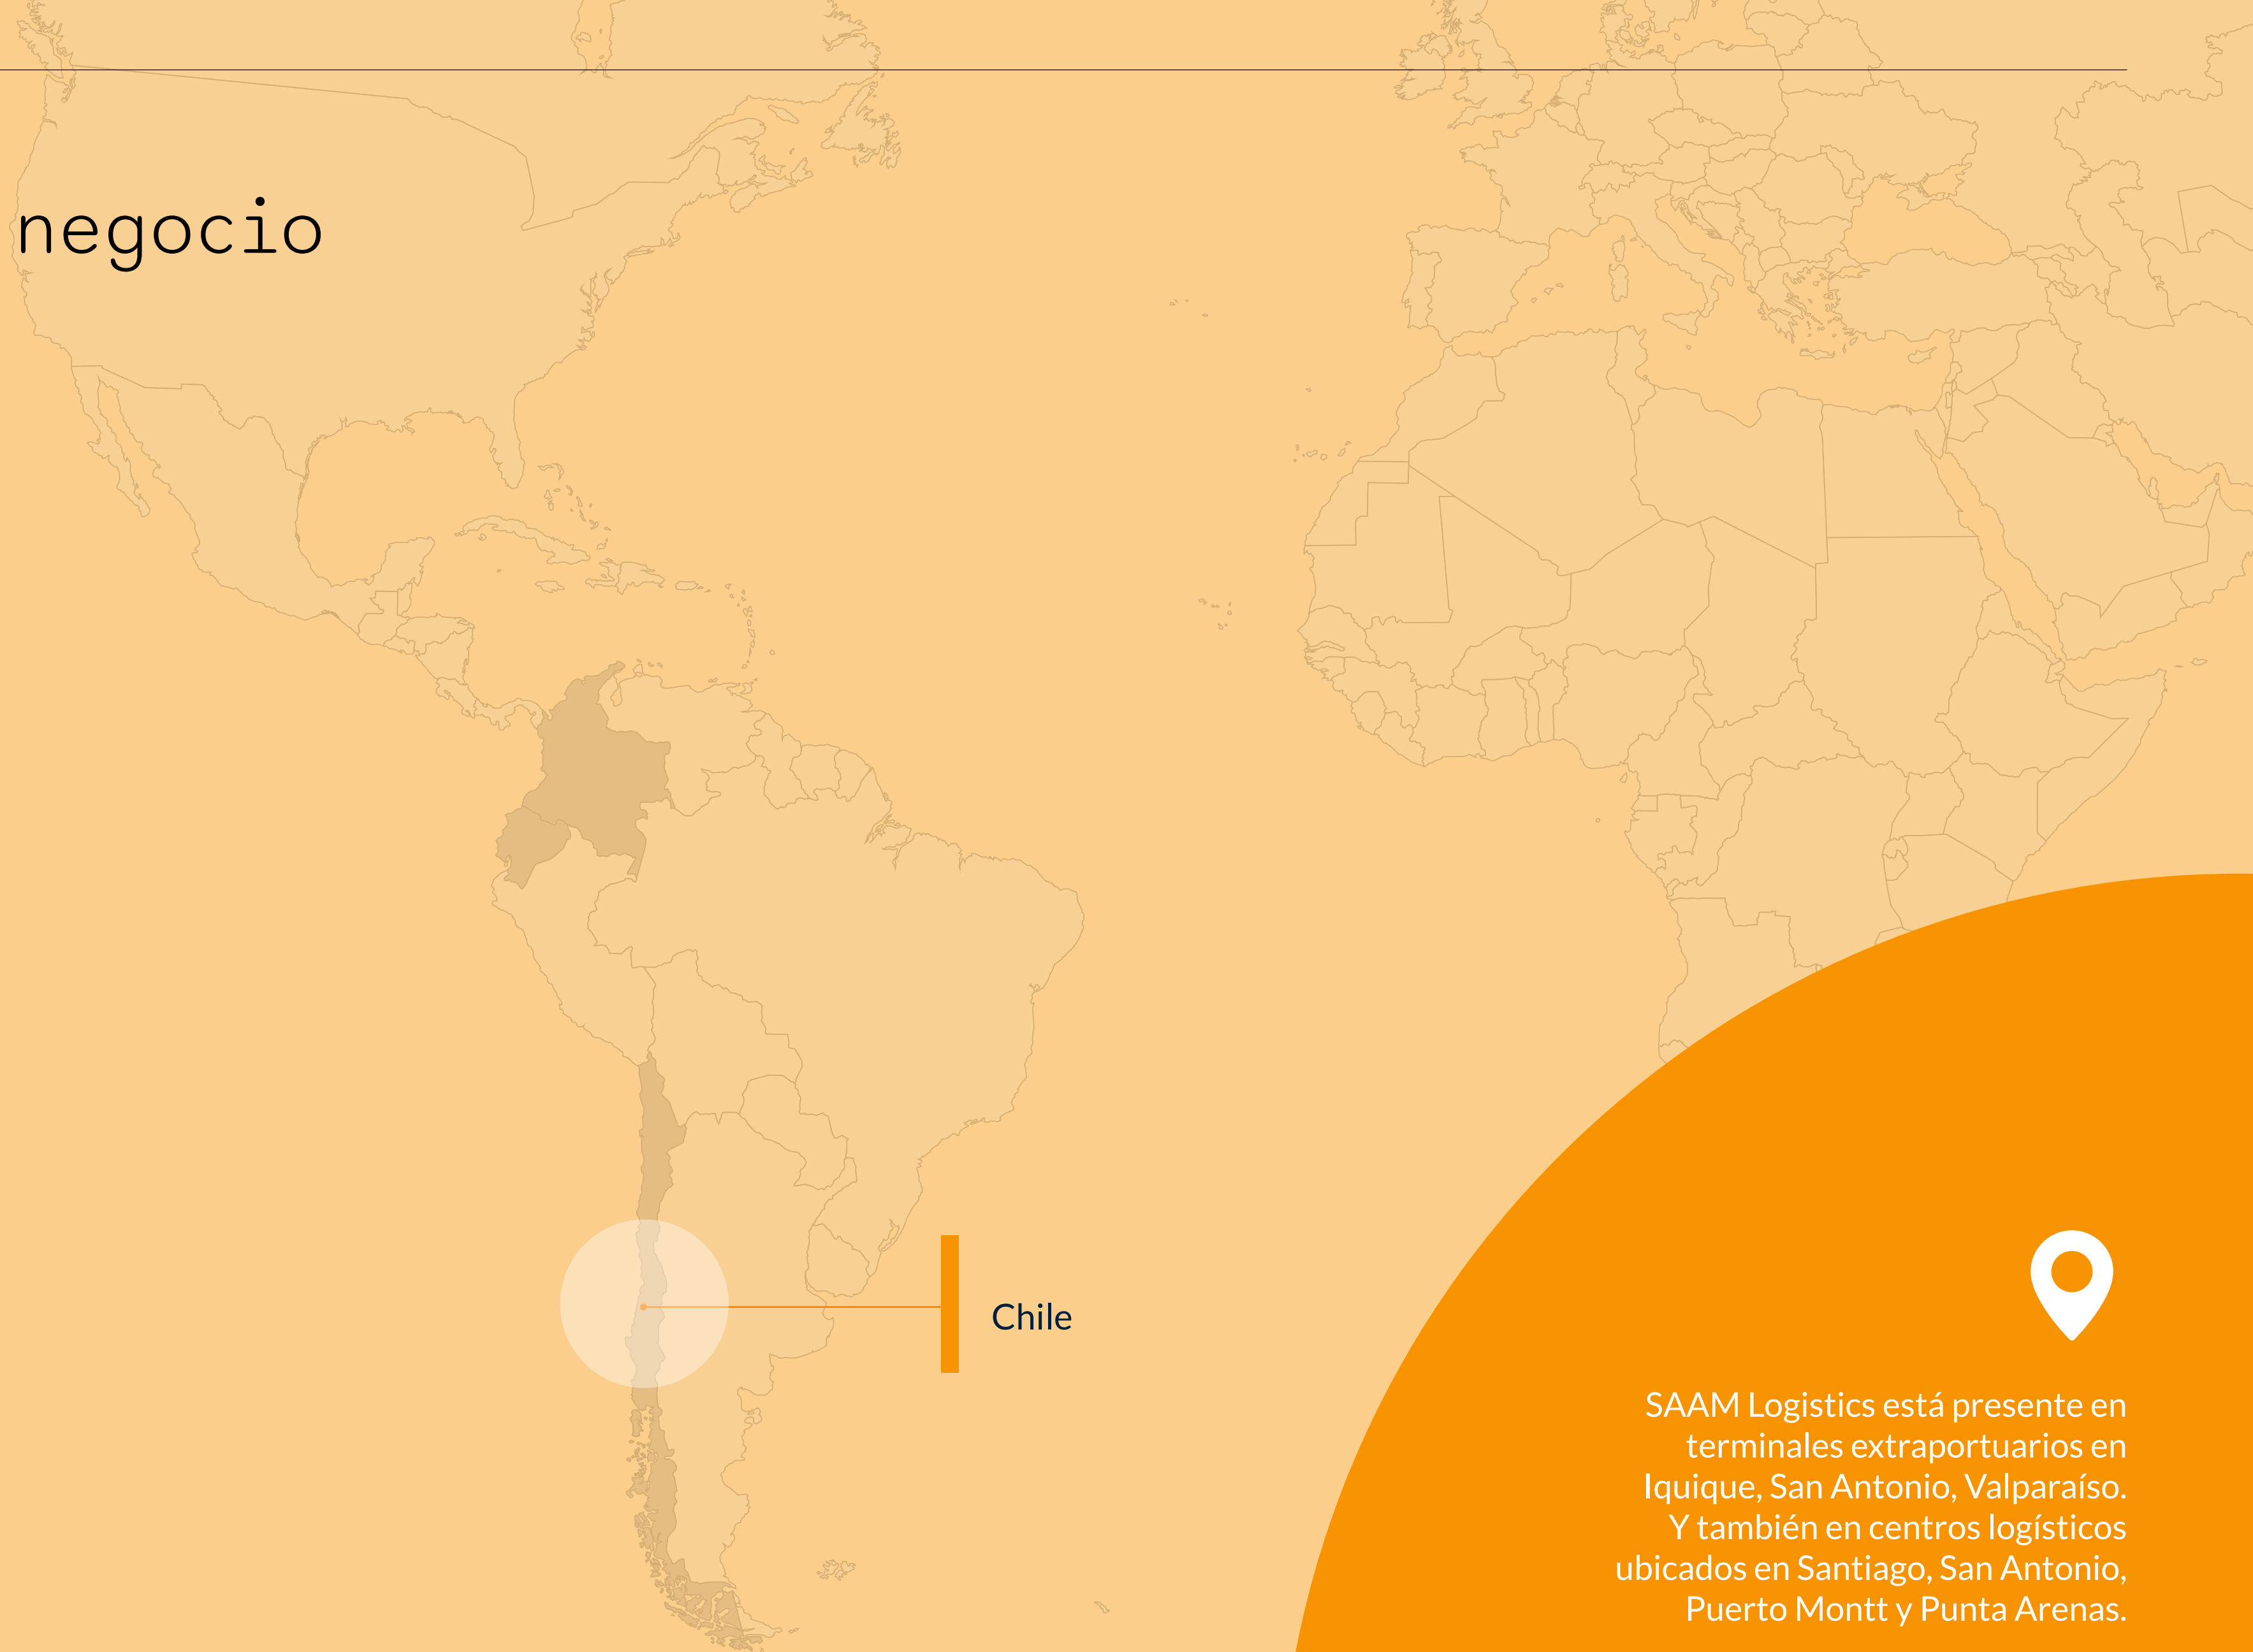 negocio
Chile
SAAM Logistics está presente en
terminales extraportuarios en
Iquique, San Antonio, Valparaíso.
Y también en centros logísticos
ubicados en Santiago, San Antonio,
Puerto Montt y Punta Arenas.